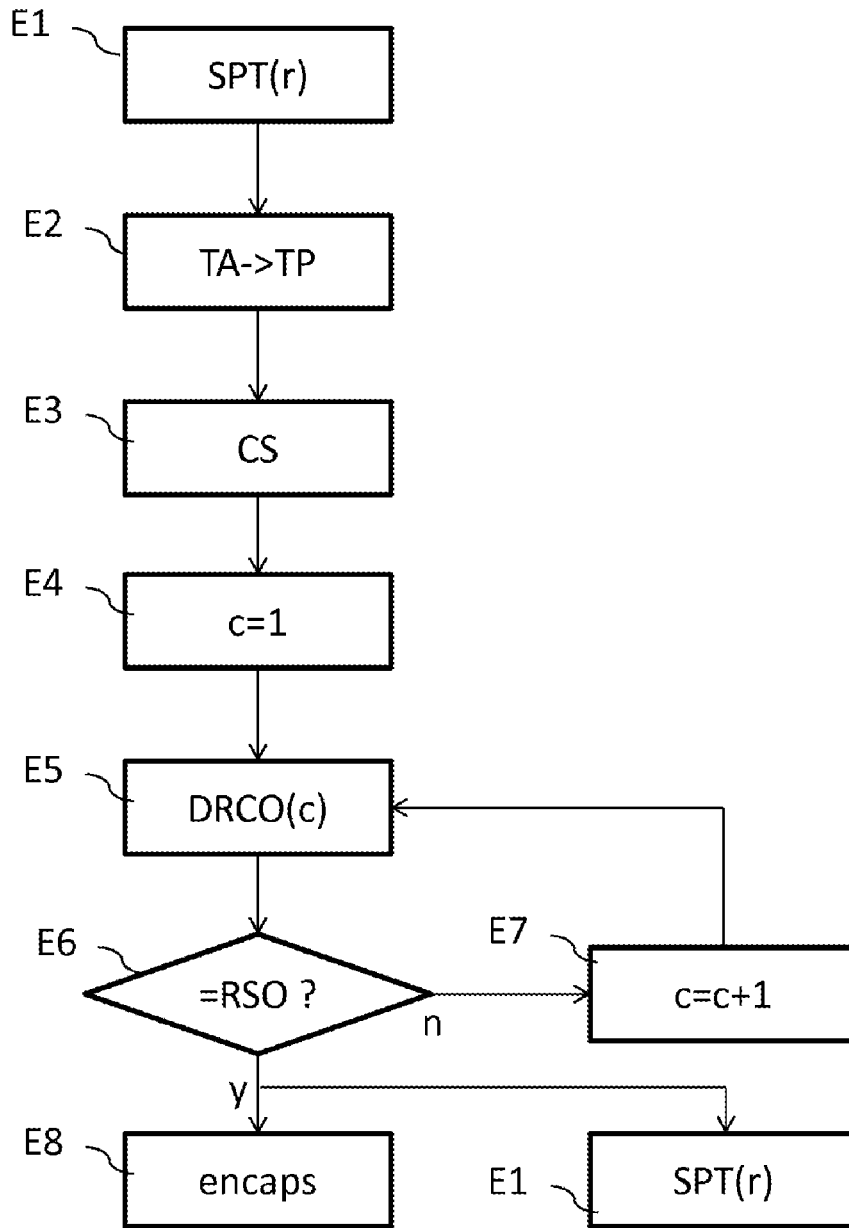 E1
SPT(r)
E2
TA->TP
E3
CS
E4
c=1
E5
DRCO(c)
E6
=RSO ?
n
E7
c=c+1
y
E8
encaps
E1
SPT(r)